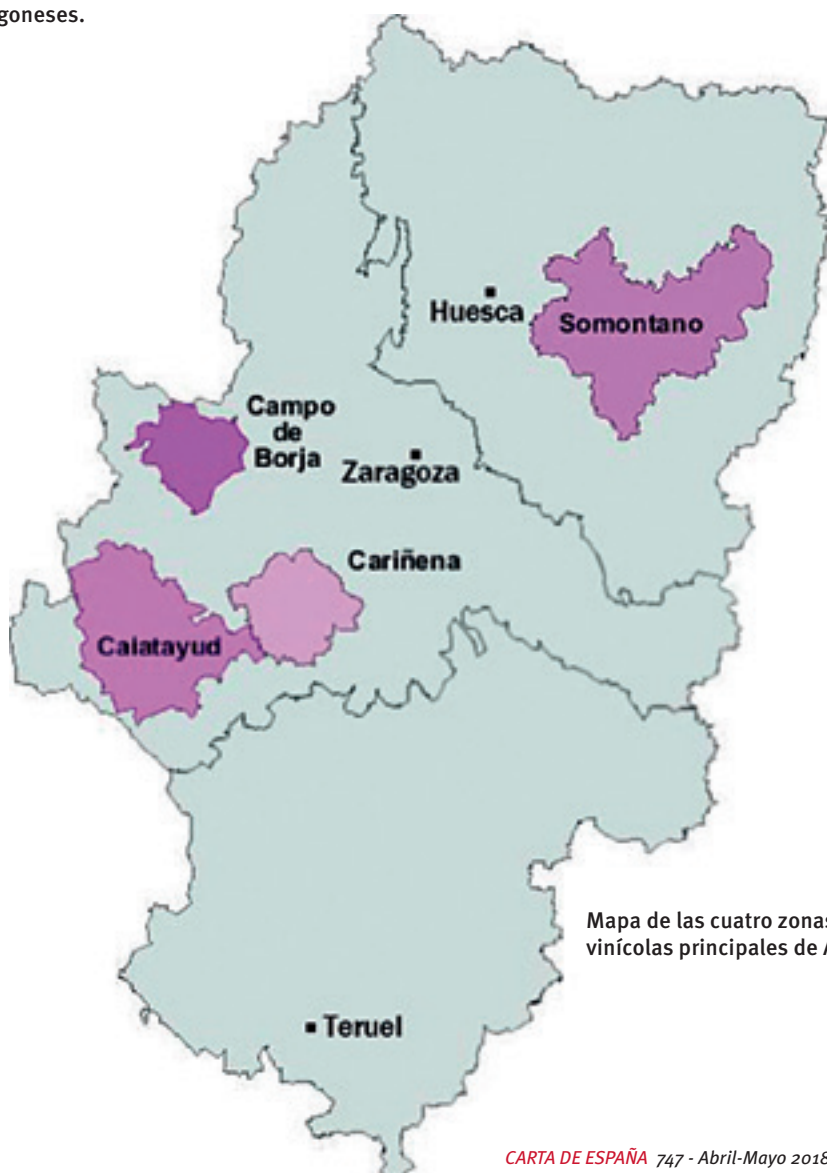 goneses.
Huesca
Somontano
Campo
de
Borja
Zaragoza
Cariñena
Calatayud
Mapa de las cuatro zonas
vinícolas principales de A
Teruel
CARTA DE ESPAÑA 747 - Abril-Mayo 2018